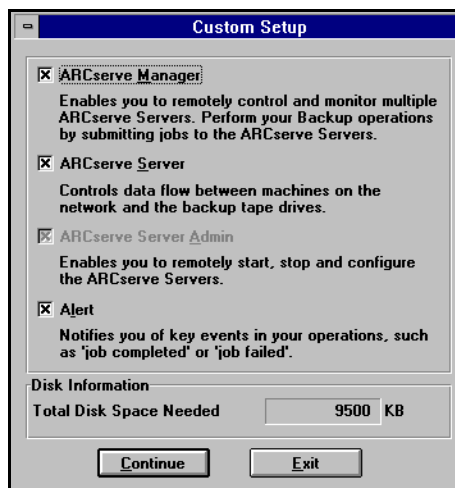 Custom Setup
ARCserve Manager
Enables you to remotely control and monitor multiple
ARCserve Servers. Perform your Backup operations
by submitting jobs to the ARCserve Servers.
ARCserve Server
Controls data flow between machines on the
network and the backup tape drives.
ARCserve Server Admin
Enables you to remotely start, stop and configure
the ARCserve Servers.
Alert
Notifies you of key events in your operations, such
as 'job completed' or 'job failed'.
Disk Information
Total Disk Space Needed 9500 KB
Continue Exit